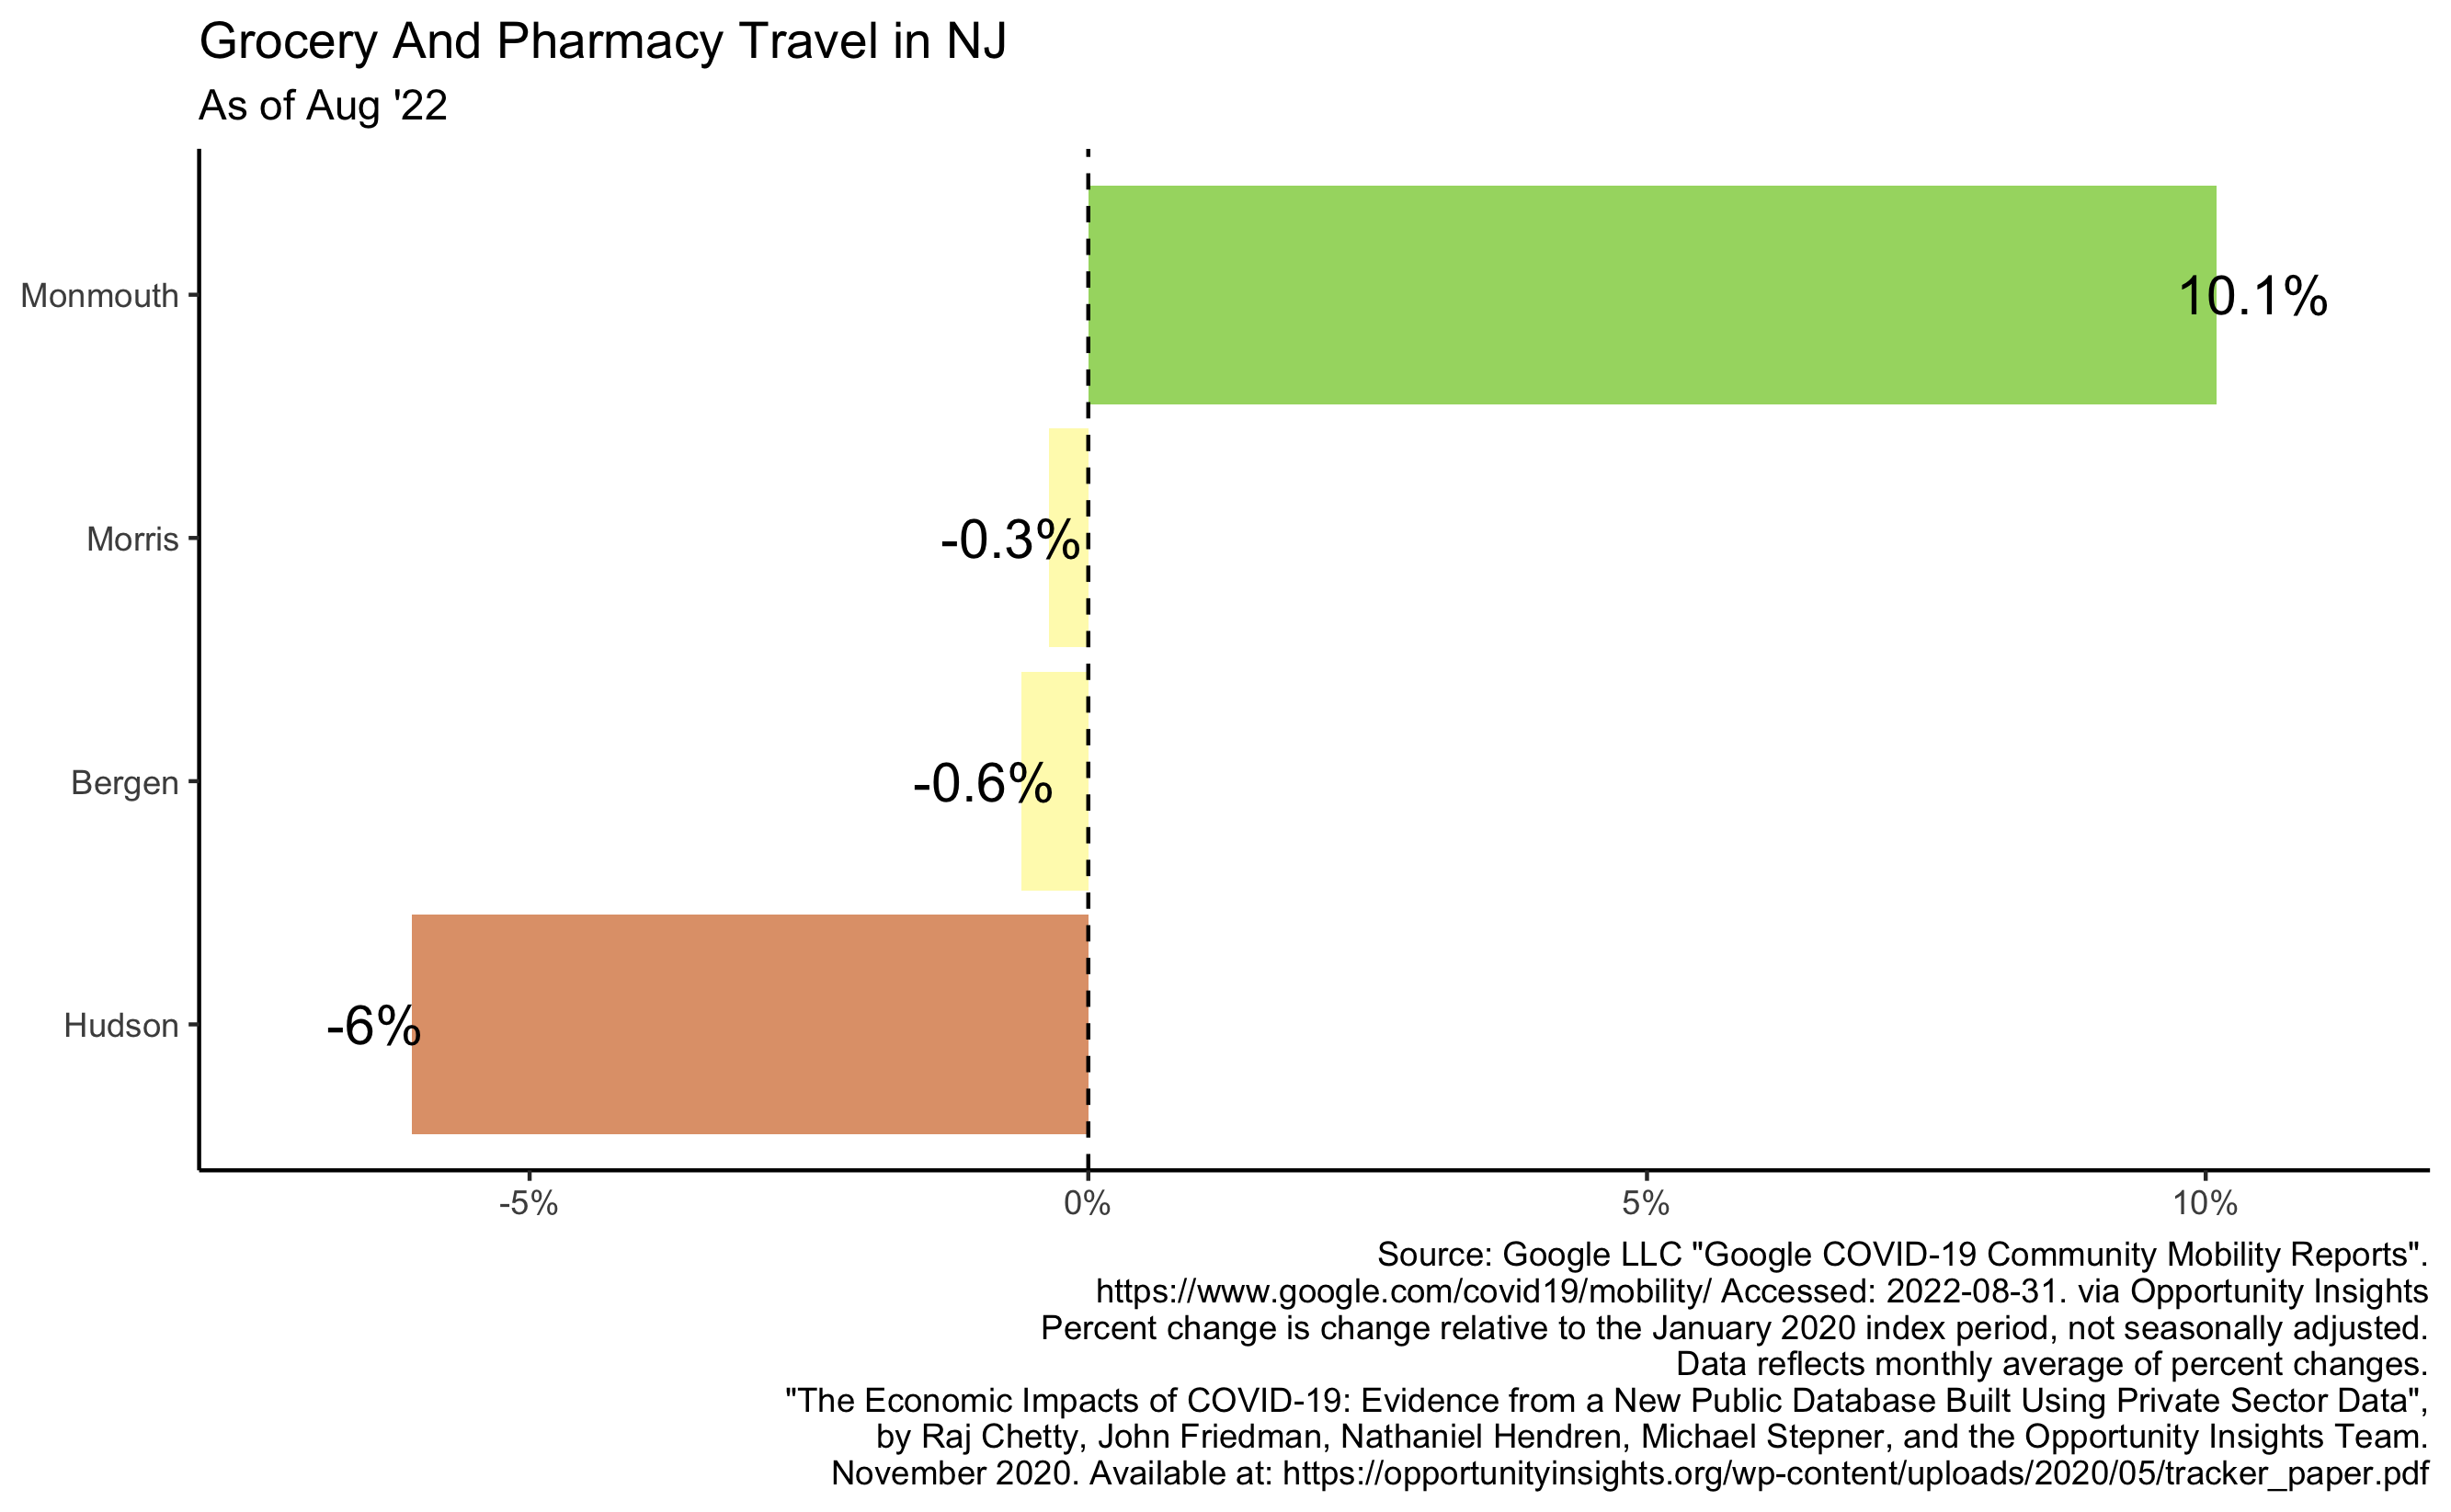 Grocery And Pharmacy Travel in NJ
As of Aug '22
Monmouth
10.1%
Morris
-0.3%
Bergen
-0.6%
Hudson
-6%
-5%
0%
5%
10%
Source: Google LLC "Google COVID-19 Community Mobility Reports".
https://www.google.com/covid19/mobility/ Accessed: 2022-08-31. via Opportunity Insights
Percent change is change relative to the January 2020 index period, not seasonally adjusted.
Data reflects monthly average of percent changes.
"The Economic Impacts of COVID-19: Evidence from a New Public Database Built Using Private Sector Data",
by Raj Chetty, John Friedman, Nathaniel Hendren, Michael Stepner, and the Opportunity Insights Team.
November 2020. Available at: https://opportunityinsights.org/wp-content/uploads/2020/05/tracker_paper.pdf